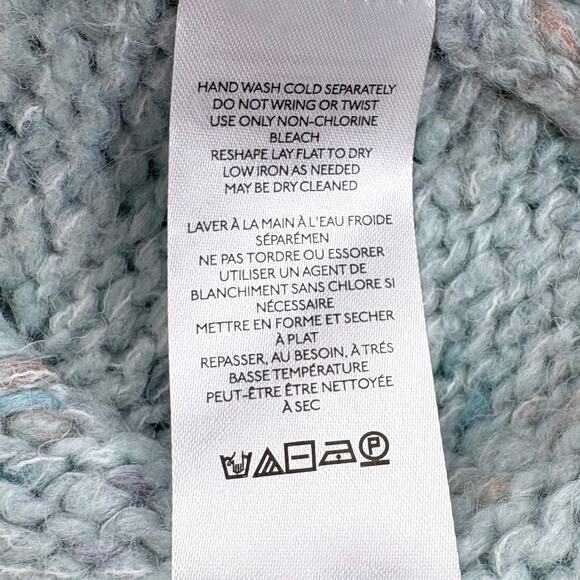 HAND WASH COLD SEPARATELY
DO NOT WRING OR TWIST
USE ONLY NON-CHLORINE
BLEACH
RESHAPE LAY FLAT TO DRY
LOW IRON AS NEEDED
MAY BE DRY CLEANED
LAVER À LA MAIN À L'EAU FROIDE
SÉPARÉMEN
NE PAS TORDRE OU ESSORER
UTILISER UN AGENT DE
BLANCHIMENT SANS CHLORE SI
NÉCESSAIRE
METTRE EN FORME ET SECHER
À PLAT
REPASSER, AU BESOIN, À TRÉS
BASSE TEMPÉRATURE
PEUT-ÊTRE ÊTRE NETTOYÉE
À SEC
P